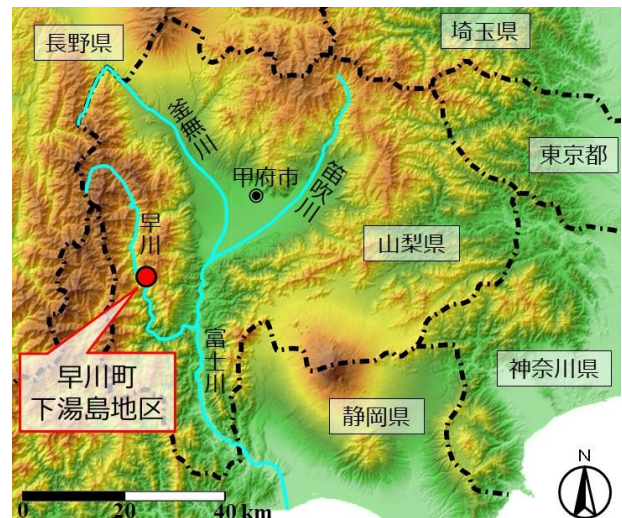 長野県
埼玉県
釜無川
笛吹川
東京都
甲府市
早川
山梨県
早川町
下湯島地区
富士川
神奈川県
静岡県
N
0 20 40 km